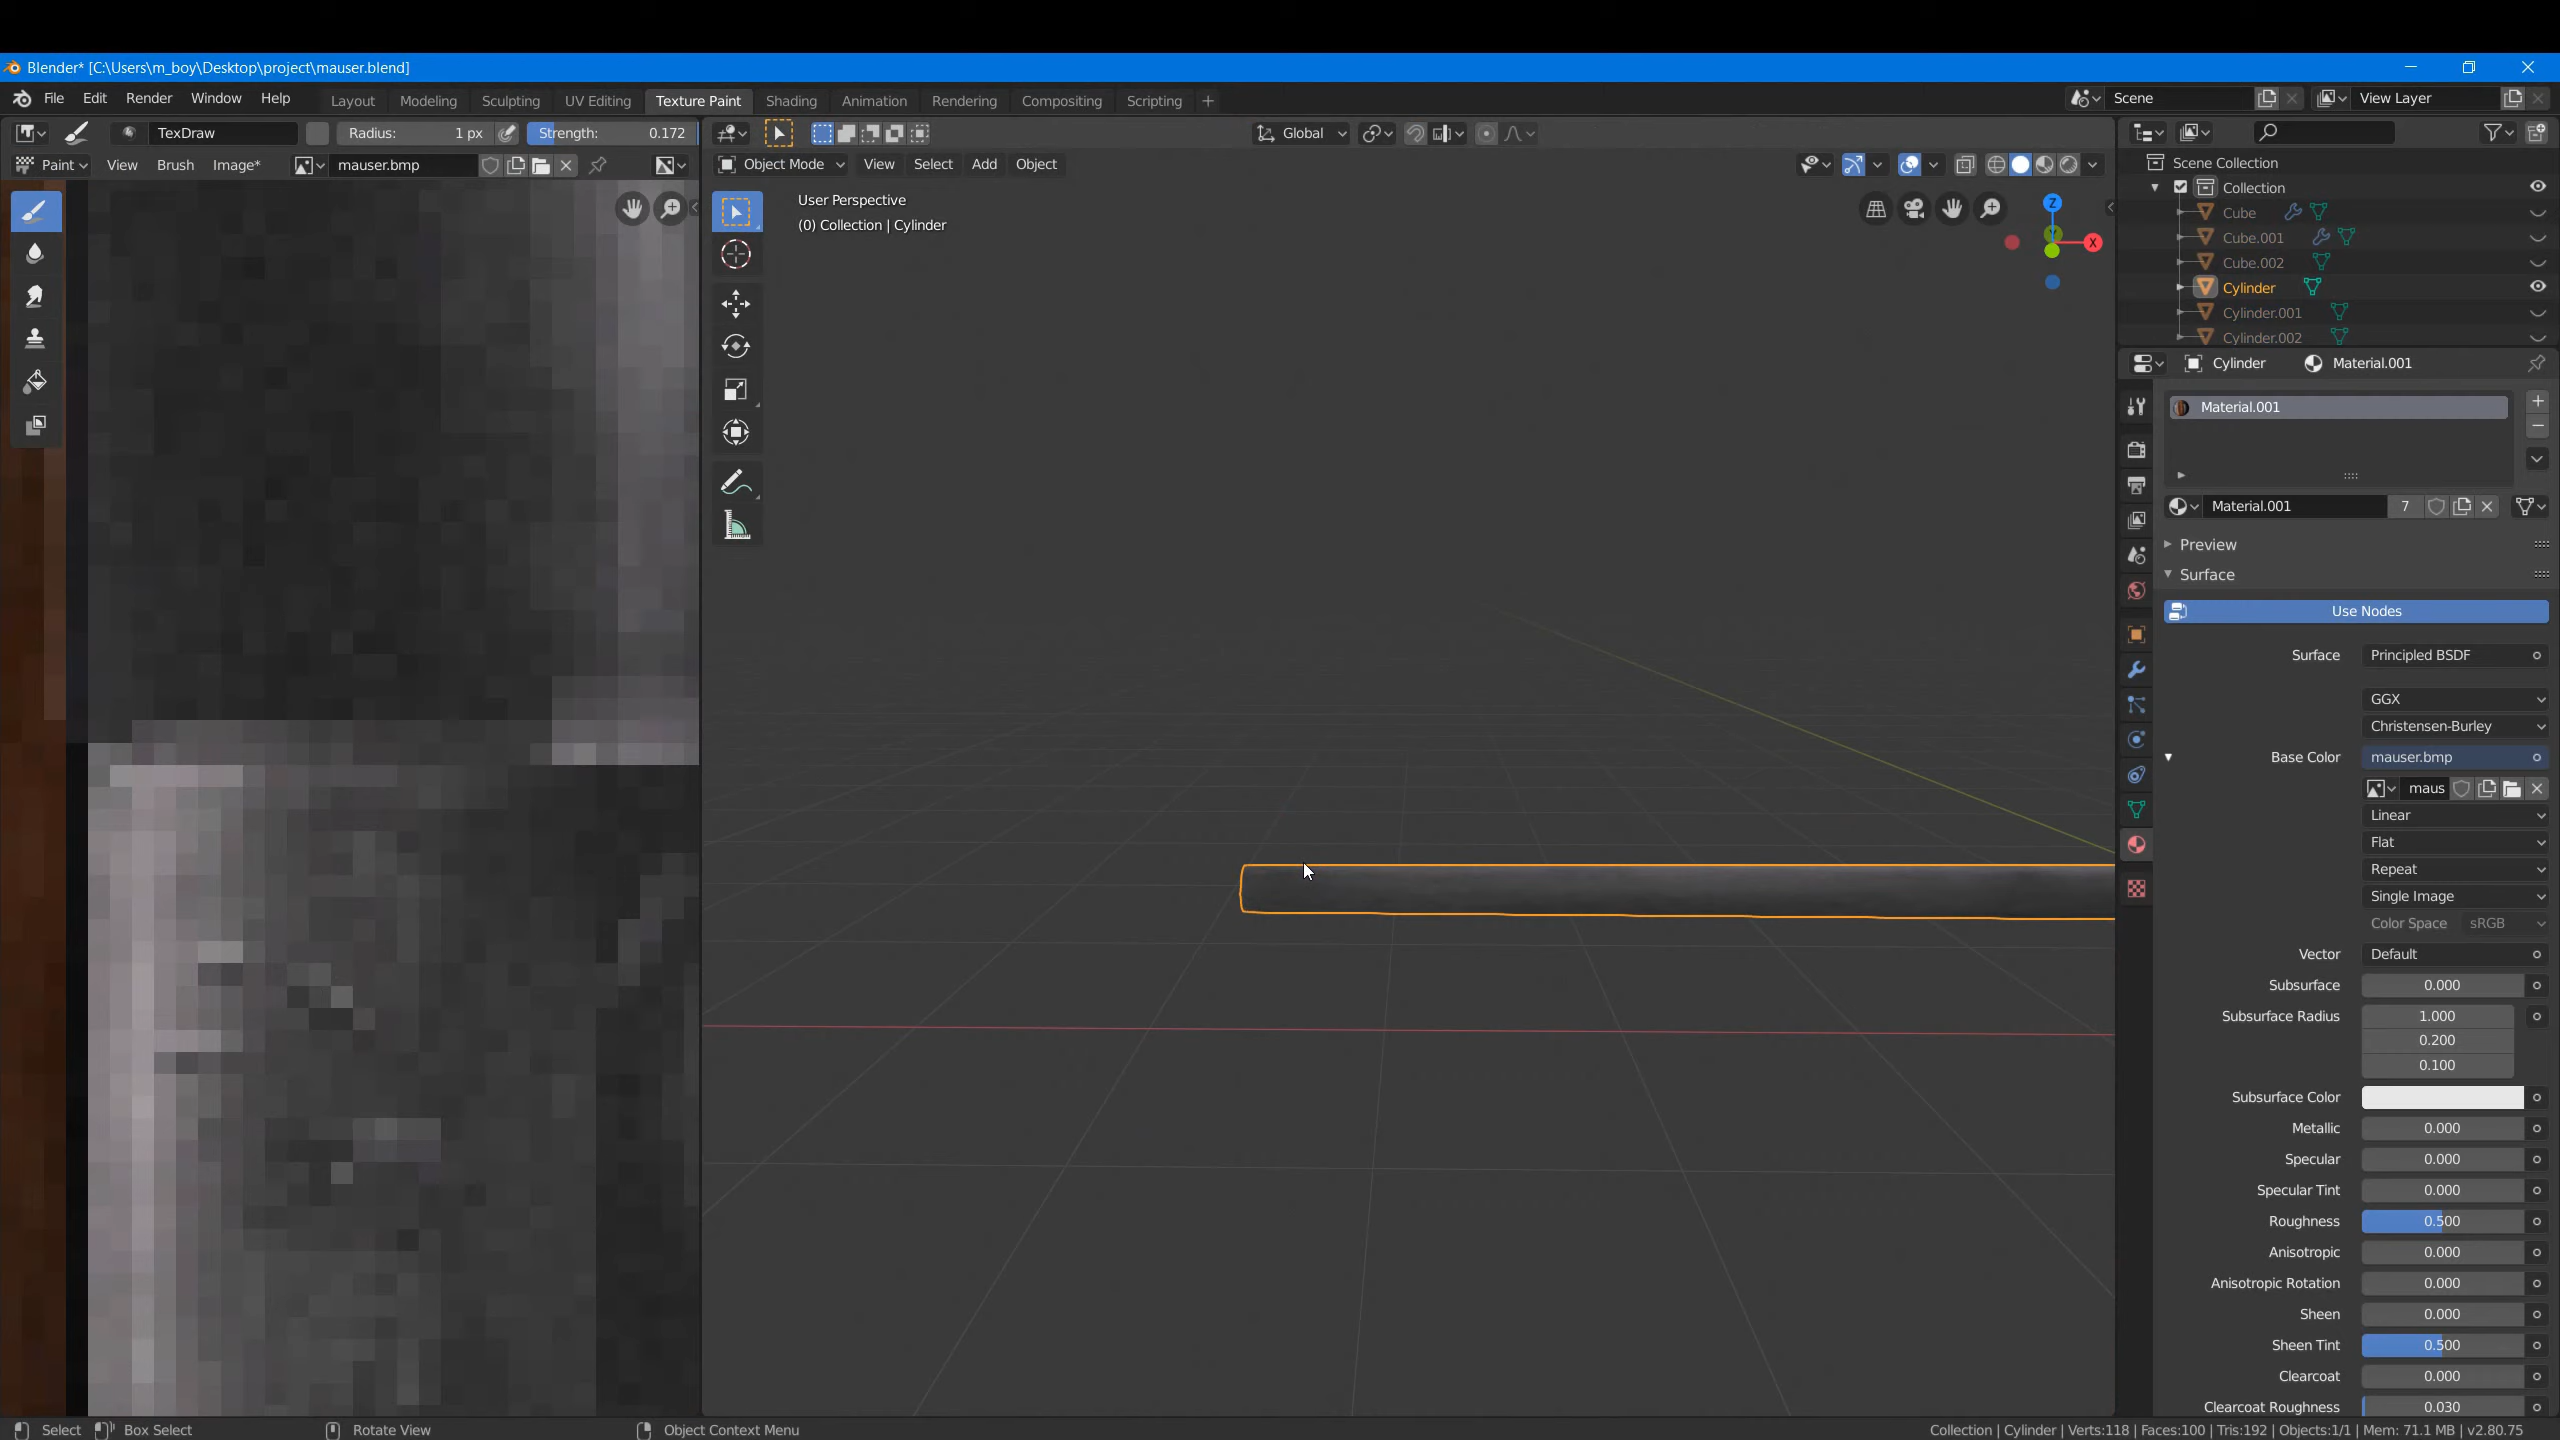 Blender* [C:\Users\m_boy\Desktop\project\mauser.blend]
File Edit Render Window Help Layout Modeling Sculpting UV Editing Texture Paint Shading Animation Rendering Compositing Scripting + Scene View Layer
TexDraw Radius: 1 px Strength: 0.172 Global
Paint View Brush Image* mauser.bmp Object Mode View Select Add Object
Scene Collection
Collection
Cube
Cube.001
Cube.002
Cylinder
Cylinder.001
Cylinder.002
User Perspective
(0) Collection | Cylinder
Z
Y
X
Cylinder Material.001
Material.001
Material.001 7
Preview
Surface
Use Nodes
Surface Principled BSDF
GGX
Christensen-Burley
Base Color mauser.bmp
maus
Linear
Flat
Repeat
Single Image
Color Space sRGB
Vector Default
Subsurface 0.000
Subsurface Radius 1.000
0.200
0.100
Subsurface Color
Metallic 0.000
Specular 0.000
Specular Tint 0.000
Roughness 0.500
Anisotropic 0.000
Anisotropic Rotation 0.000
Sheen 0.000
Sheen Tint 0.500
Clearcoat 0.000
Clearcoat Roughness 0.030
Select Box Select Rotate View Object Context Menu Collection | Cylinder | Verts:118 | Faces:100 | Tris:192 | Objects:1/1 | Mem: 71.1 MB | v2.80.75